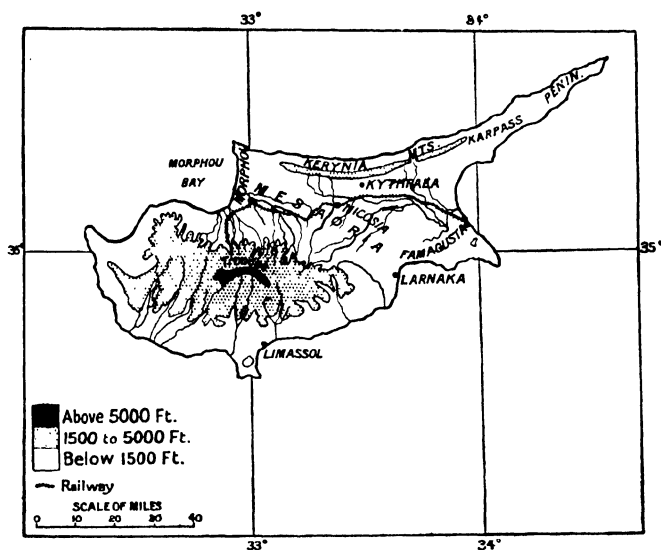 33° 34°
KARPASS PENIN.
MORPHOU
BAY
MORPHOU
KERYNIA MTS.
KYTHRAEA
MESAORIA
NICOSIA
35° 35°
FAMAGUSTA
LARNAKA
LIMASSOL
Above 5000 Ft.
1500 to 5000 Ft.
Below 1500 Ft.
Railway
SCALE OF MILES
0 10 20 30 40
33° 34°